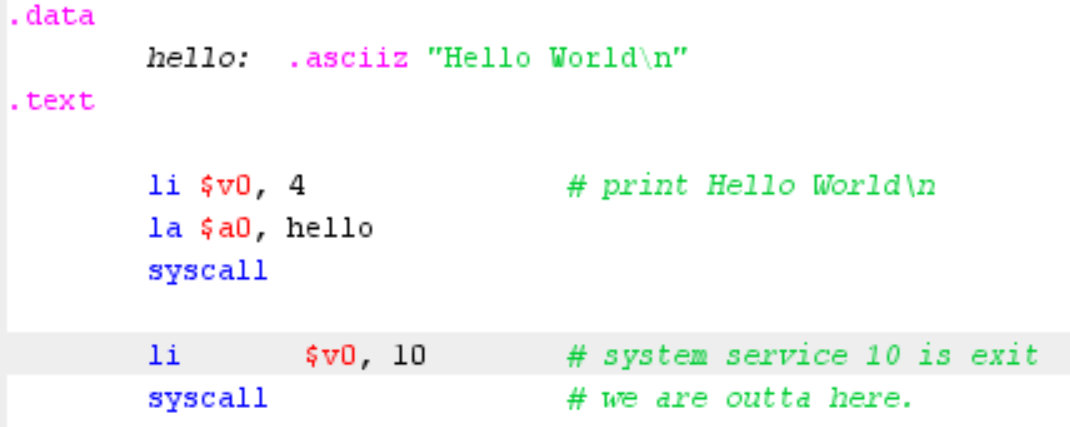 .data
hello: .asciiz "Hello World\n"
.text
li $v0, 4 # print Hello World\n
la $a0, hello
syscall
li $v0, 10 # system service 10 is exit
syscall # we are outta here.